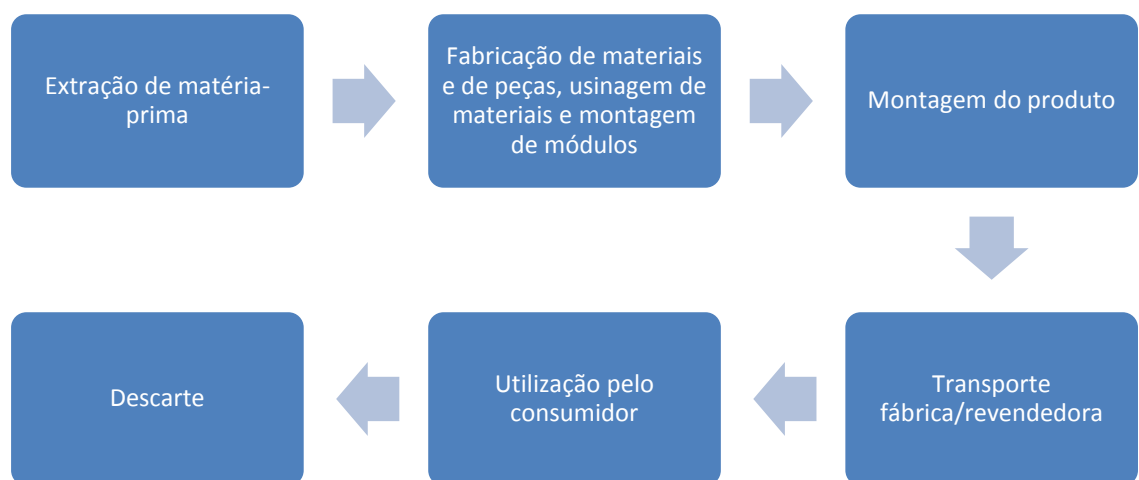 Extração de matéria-
prima
Fabricação de materiais
e de peças, usinagem de
materiais e montagem
de módulos
Montagem do produto
Transporte
fábrica/revendedora
Utilização pelo
consumidor
Descarte